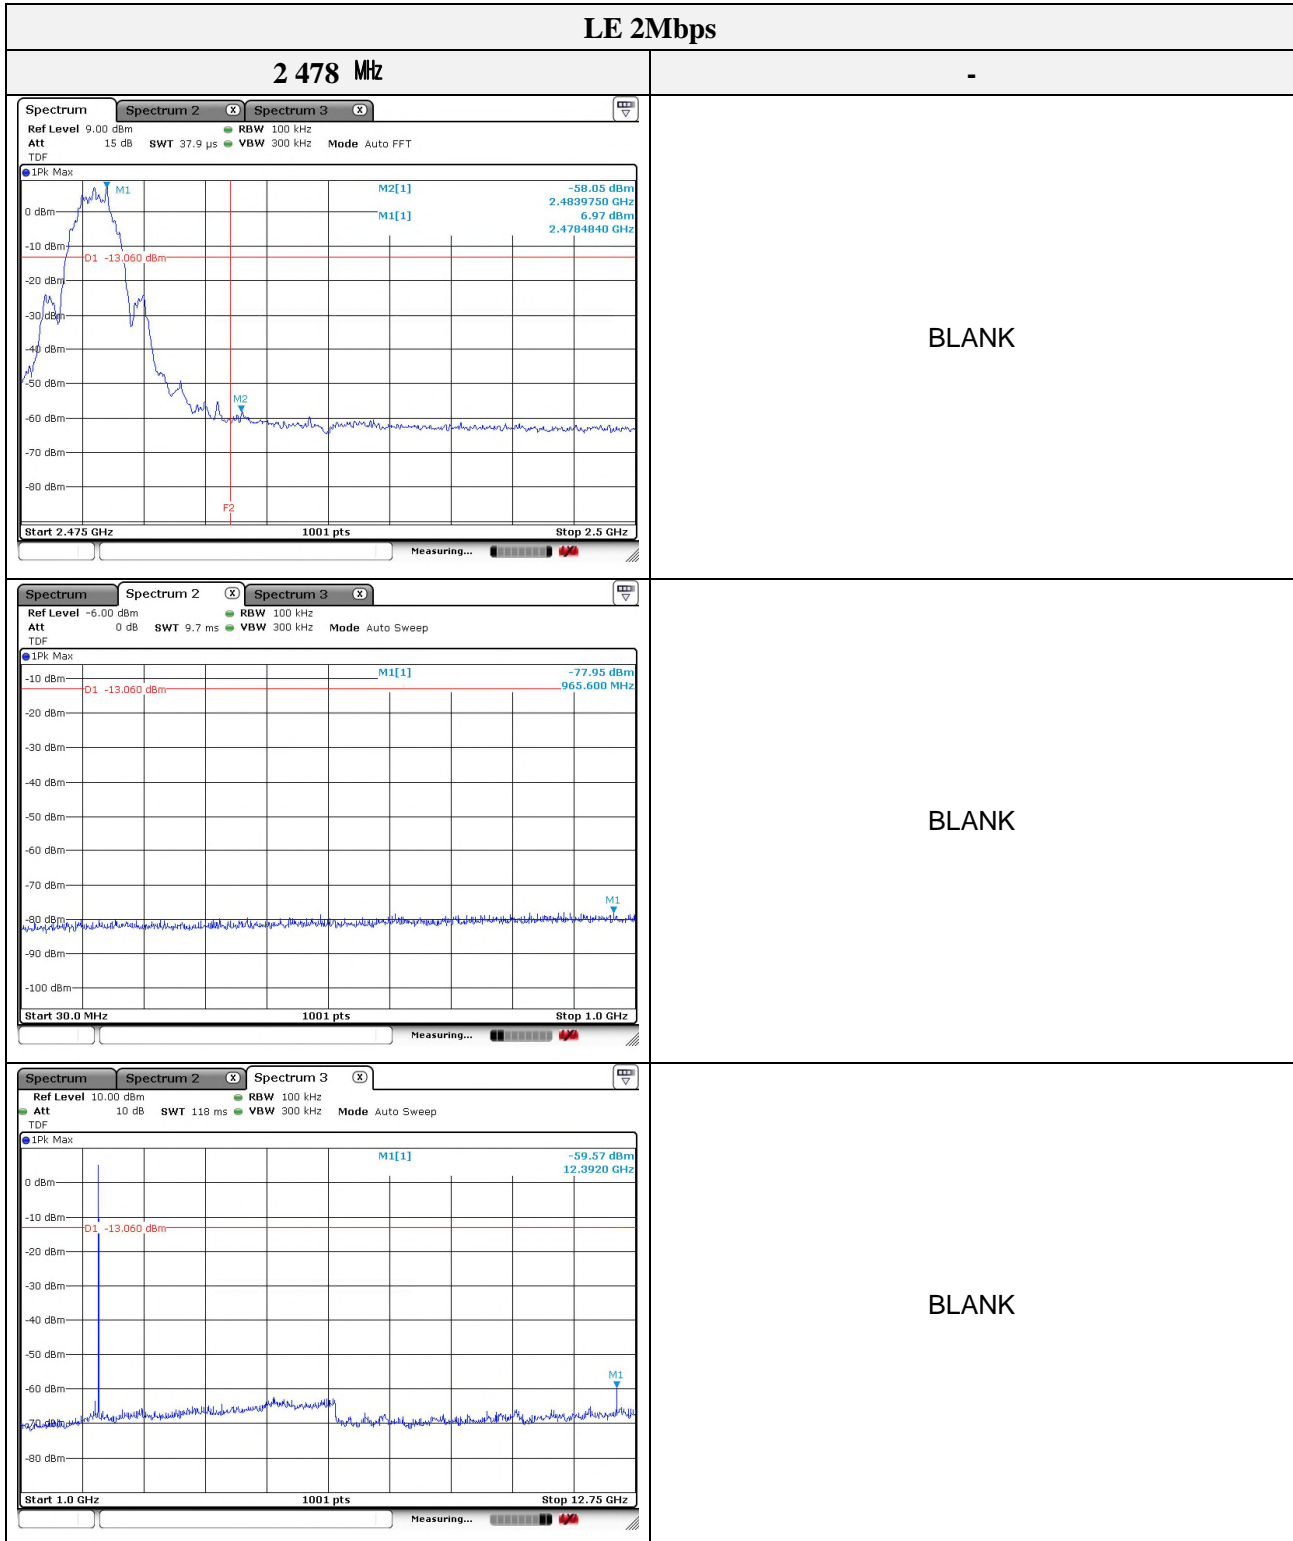 LE 2Mbps
2 478 ㎒
-
Spectrum Spectrum 2 X Spectrum 3 X
Ref Level 9.00 dBm RBW 100 kHz
Att 15 dB SWT 37.9 µs VBW 300 kHz Mode Auto FFT
TDF
1Pk Max
M1
M2[1] -58.05 dBm
2.4839750 GHz
0 dBm
M1[1] 6.97 dBm
2.4784840 GHz
-10 dBm
D1 -13.060 dBm
-20 dBm
-30 dBm
-40 dBm
-50 dBm
M2
-60 dBm
-70 dBm
-80 dBm
F2
Start 2.475 GHz 1001 pts Stop 2.5 GHz
Measuring...
BLANK
Spectrum Spectrum 2 X Spectrum 3 X
Ref Level -6.00 dBm RBW 100 kHz
Att 0 dB SWT 9.7 ms VBW 300 kHz Mode Auto Sweep
TDF
1Pk Max
-10 dBm
M1[1] -77.95 dBm
965.600 MHz
D1 -13.060 dBm
-20 dBm
-30 dBm
-40 dBm
-50 dBm
-60 dBm
-70 dBm
M1
-80 dBm
-90 dBm
-100 dBm
Start 30.0 MHz 1001 pts Stop 1.0 GHz
Measuring...
BLANK
Spectrum Spectrum 2 X Spectrum 3 X
Ref Level 10.00 dBm RBW 100 kHz
Att 10 dB SWT 118 ms VBW 300 kHz Mode Auto Sweep
TDF
1Pk Max
M1[1] -59.57 dBm
12.3920 GHz
0 dBm
-10 dBm
D1 -13.060 dBm
-20 dBm
-30 dBm
-40 dBm
-50 dBm
M1
-60 dBm
-70 dBm
-80 dBm
Start 1.0 GHz 1001 pts Stop 12.75 GHz
Measuring...
BLANK